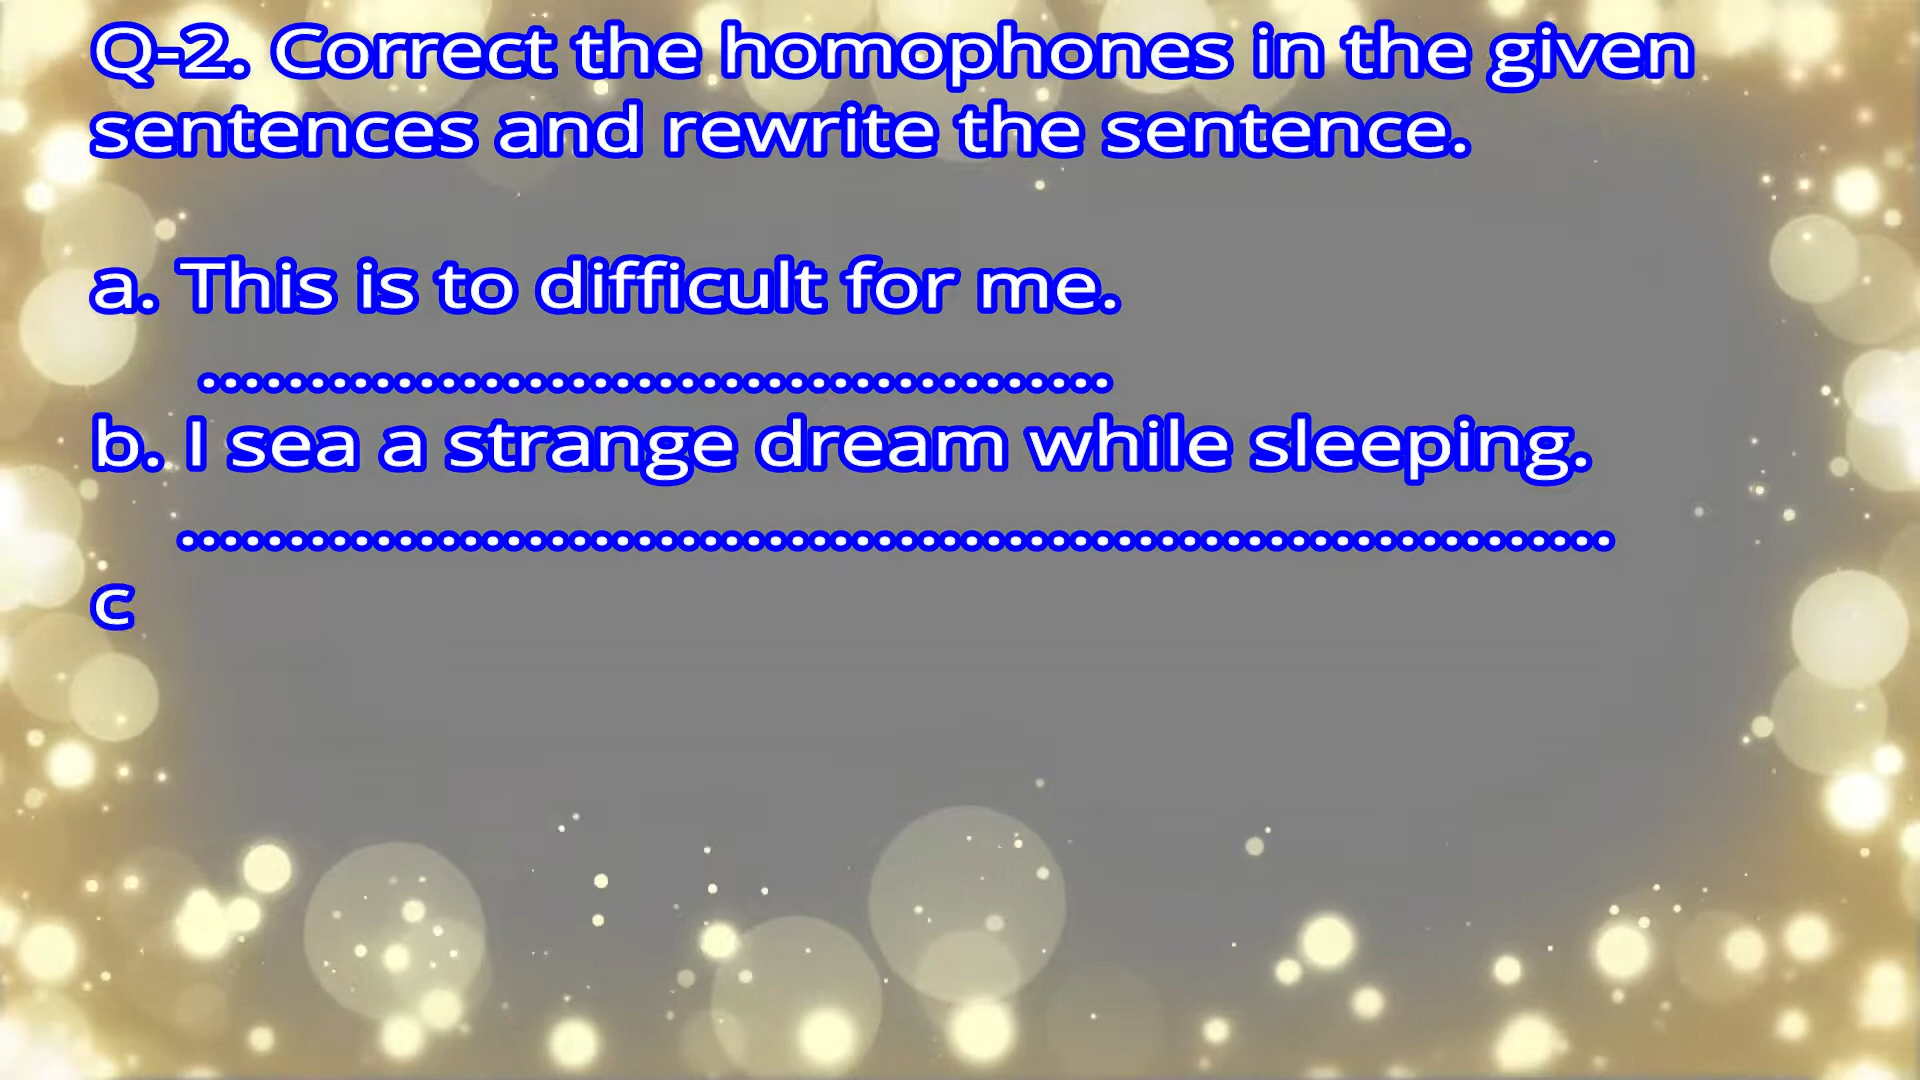 Q-2. Correct the homophones in the given
sentences and rewrite the sentence.
a. This is to difficult for me.
...........................................
b. I sea a strange dream while sleeping.
...................................................................
c